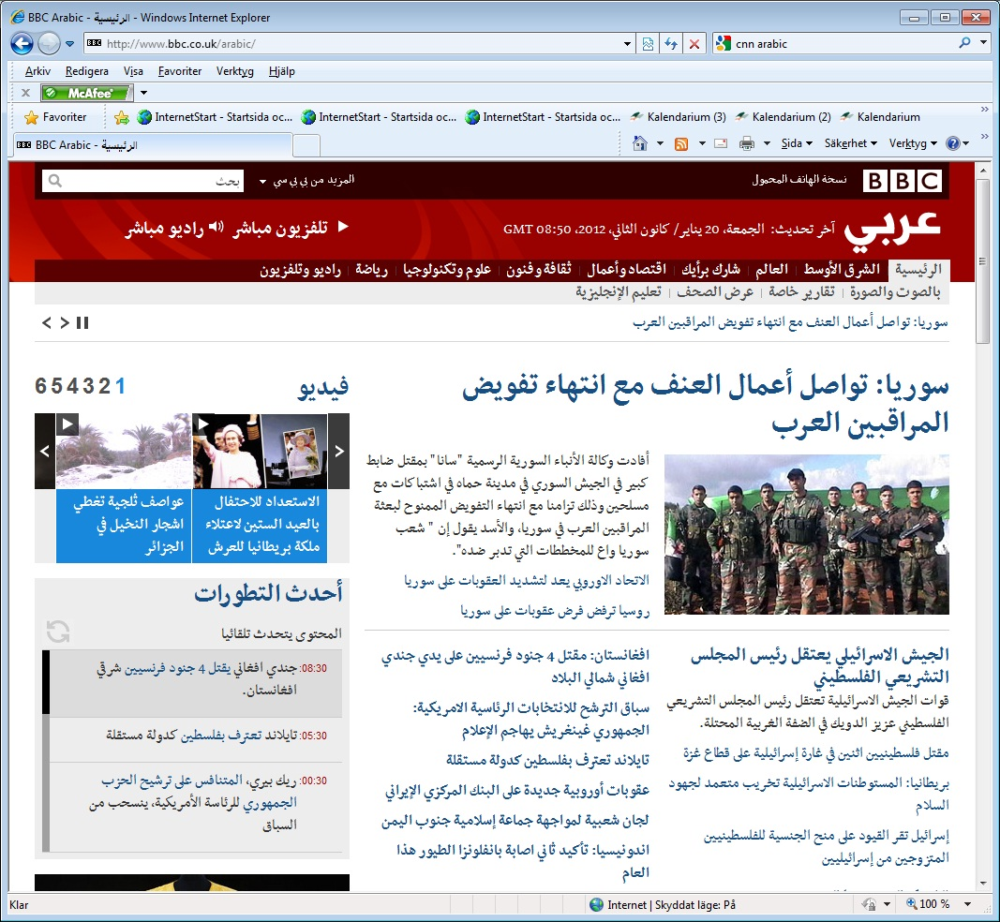 BBC Arabic - الرئيسية - Windows Internet Explorer
http://www.bbc.co.uk/arabic/
cnn arabic
Arkiv Redigera Visa Favoriter Verktyg Hjälp
x McAfee
Favoriter InternetStart - Startsida oc... InternetStart - Startsida oc... InternetStart - Startsida oc... Kalendarium (3) Kalendarium (2) Kalendarium
BBC Arabic - الرئيسية
Sida Säkerhet Verktyg
BBC نسخة الهاتف المحمول المزيد من بي بي سي بحث
عربي آخر تحديث: الجمعة، 20 يناير/ كانون الثاني، 2012، 08:50 GMT
تلفزيون مباشر راديو مباشر
الرئيسية الشرق الأوسط العالم شارك برأيك اقتصاد وأعمال ثقافة وفنون علوم وتكنولوجيا رياضة راديو وتلفزيون
بالصوت والصورة تقارير خاصة عرض الصحف تعليم الإنجليزية
سوريا: تواصل أعمال العنف مع انتهاء تفويض المراقبين العرب
سوريا: تواصل أعمال العنف مع انتهاء تفويض
المراقبين العرب
أفادت وكالة الأنباء السورية الرسمية "سانا" بمقتل ضابط
كبير في الجيش السوري في مدينة حماه في اشتباكات مع
مسلحين وذلك تزامنا مع انتهاء التفويض الممنوح لبعثة
المراقبين العرب في سوريا، والأسد يقول إن " شعب
سوريا واع للمخططات التي تدبر ضده".
الاتحاد الاوروبي يعد لتشديد العقوبات على سوريا
روسيا ترفض فرض عقوبات على سوريا
الجيش الاسرائيلي يعتقل رئيس المجلس
التشريعي الفلسطيني
قوات الجيش الاسرائيلية تعتقل رئيس المجلس التشريعي
الفلسطيني عزيز الدويك في الضفة الغربية المحتلة.
مقتل فلسطينيين اثنين في غارة إسرائيلية على قطاع غزة
بريطانيا: المستوطنات الاسرائيلية تخريب متعمد لجهود
السلام
إسرائيل تقر القيود على منح الجنسية للفلسطينيين
المتزوجين من إسرائيليين
افغانستان: مقتل 4 جنود فرنسيين على يدي جندي
افغاني شمالي البلاد
سباق الترشح للانتخابات الرئاسية الامريكية:
الجمهوري غينغريش يهاجم الإعلام
تايلاند تعترف بفلسطين كدولة مستقلة
عقوبات أوروبية جديدة على البنك المركزي الإيراني
لجان شعبية لمواجهة جماعة إسلامية جنوب اليمن
اندونيسيا: تأكيد ثاني اصابة بانفلونزا الطيور هذا
العام
فيديو 1 2 3 4 5 6
الاستعداد للاحتفال
بالعيد الستين لاعتلاء
ملكة بريطانيا للعرش
عواصف ثلجية تغطي
اشجار النخيل في
الجزائر
أحدث التطورات
المحتوى يتحدث تلقائيا
08:30: جندي افغاني يقتل 4 جنود فرنسيين شرقي
افغانستان.
05:30: تايلاند تعترف بفلسطين كدولة مستقلة
00:30: ريك بيري، المتنافس على ترشيح الحزب
الجمهوري للرئاسة الأمريكية، ينسحب من
السباق
Klar Internet | Skyddat läge: På 100 %